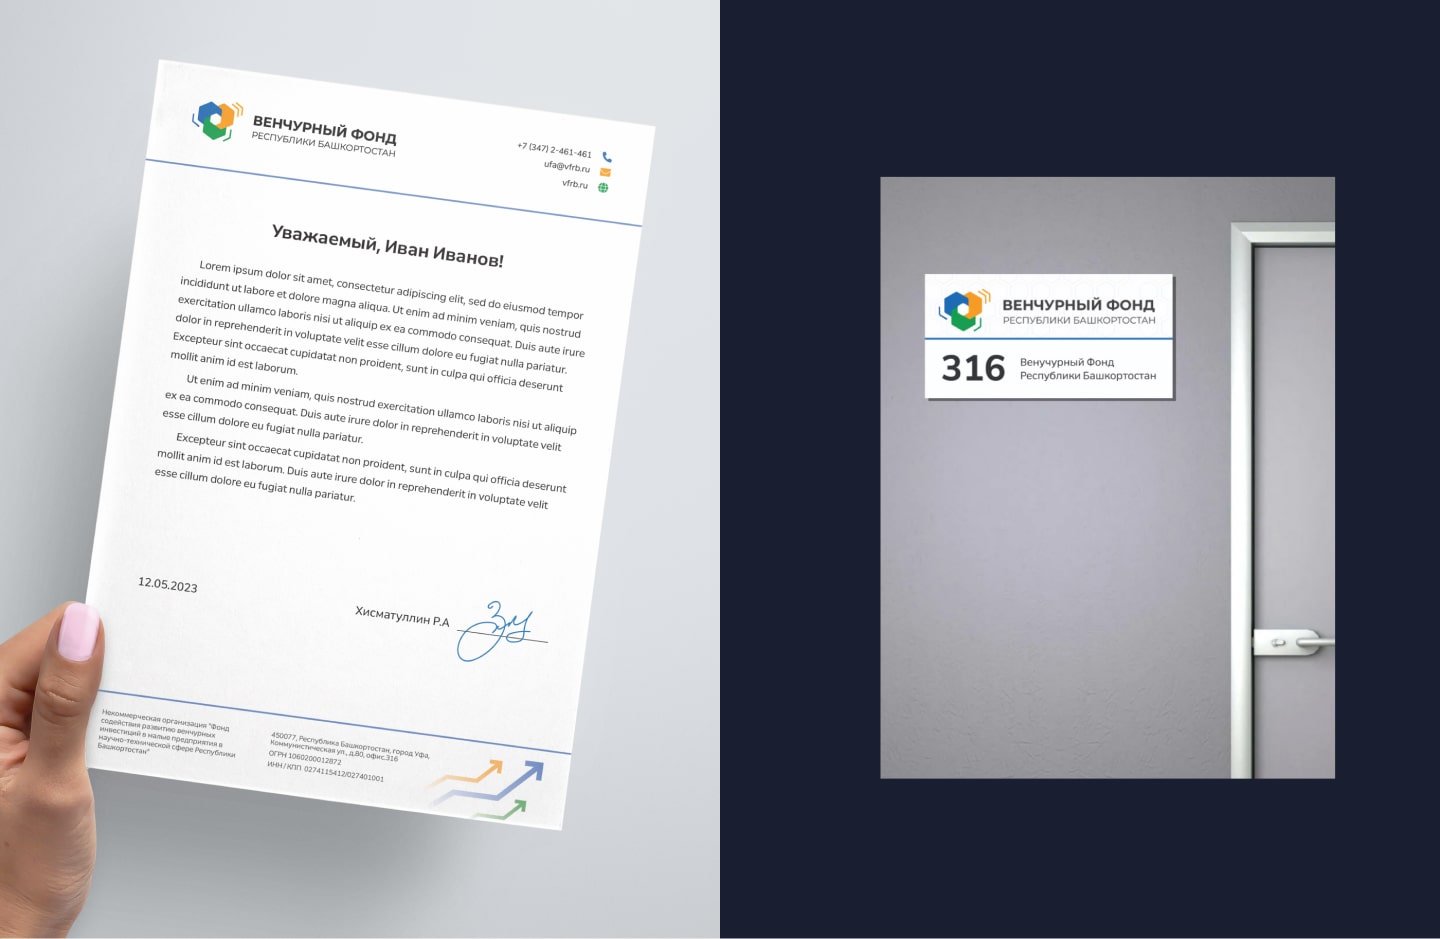 ВЕНЧУРНЫЙ ФОНД
РЕСПУБЛИКИ БАШКОРТОСТАН
+7 (347) 2-461-461
ufa@vfrb.ru
vfrb.ru
Уважаемый, Иван Иванов!
Lorem ipsum dolor sit amet, consectetur adipiscing elit, sed do eiusmod tempor
incididunt ut labore et dolore magna aliqua. Ut enim ad minim veniam, quis nostrud
exercitation ullamco laboris nisi ut aliquip ex ea commodo consequat. Duis aute irure
dolor in reprehenderit in voluptate velit esse cillum dolore eu fugiat nulla pariatur.
Excepteur sint occaecat cupidatat non proident, sunt in culpa qui officia deserunt
mollit anim id est laborum.
Ut enim ad minim veniam, quis nostrud exercitation ullamco laboris nisi ut aliquip
ex ea commodo consequat. Duis aute irure dolor in reprehenderit in voluptate velit
esse cillum dolore eu fugiat nulla pariatur.
Excepteur sint occaecat cupidatat non proident, sunt in culpa qui officia deserunt
mollit anim id est laborum. Duis aute irure dolor in reprehenderit in voluptate velit
esse cillum dolore eu fugiat nulla pariatur.
12.05.2023
Хисматуллин Р.А
Некоммерческая организация "Фонд
содействия развитию венчурных
инвестиций в малые предприятия в
научно-технической сфере Республики
Башкортостан"
450077, Республика Башкортостан, город Уфа,
Коммунистическая ул., д.80, офис.316
ОГРН 1060200012872
ИНН / КПП 0274115412/027401001
ВЕНЧУРНЫЙ ФОНД
РЕСПУБЛИКИ БАШКОРТОСТАН
316
Венучурный Фонд
Республики Башкортостан